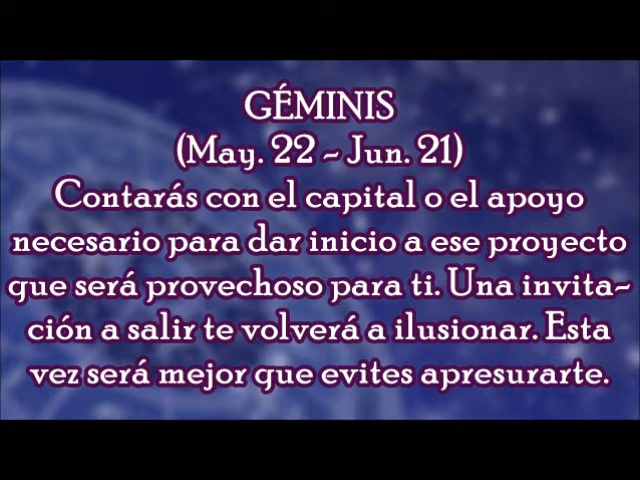 GÉMINIS
(May. 22 - Jun. 21)
Contarás con el capital o el apoyo
necesario para dar inicio a ese proyecto
que será provechoso para ti. Una invita-
ción a salir te volverá a ilusionar. Esta
vez será mejor que evites apresurarte.